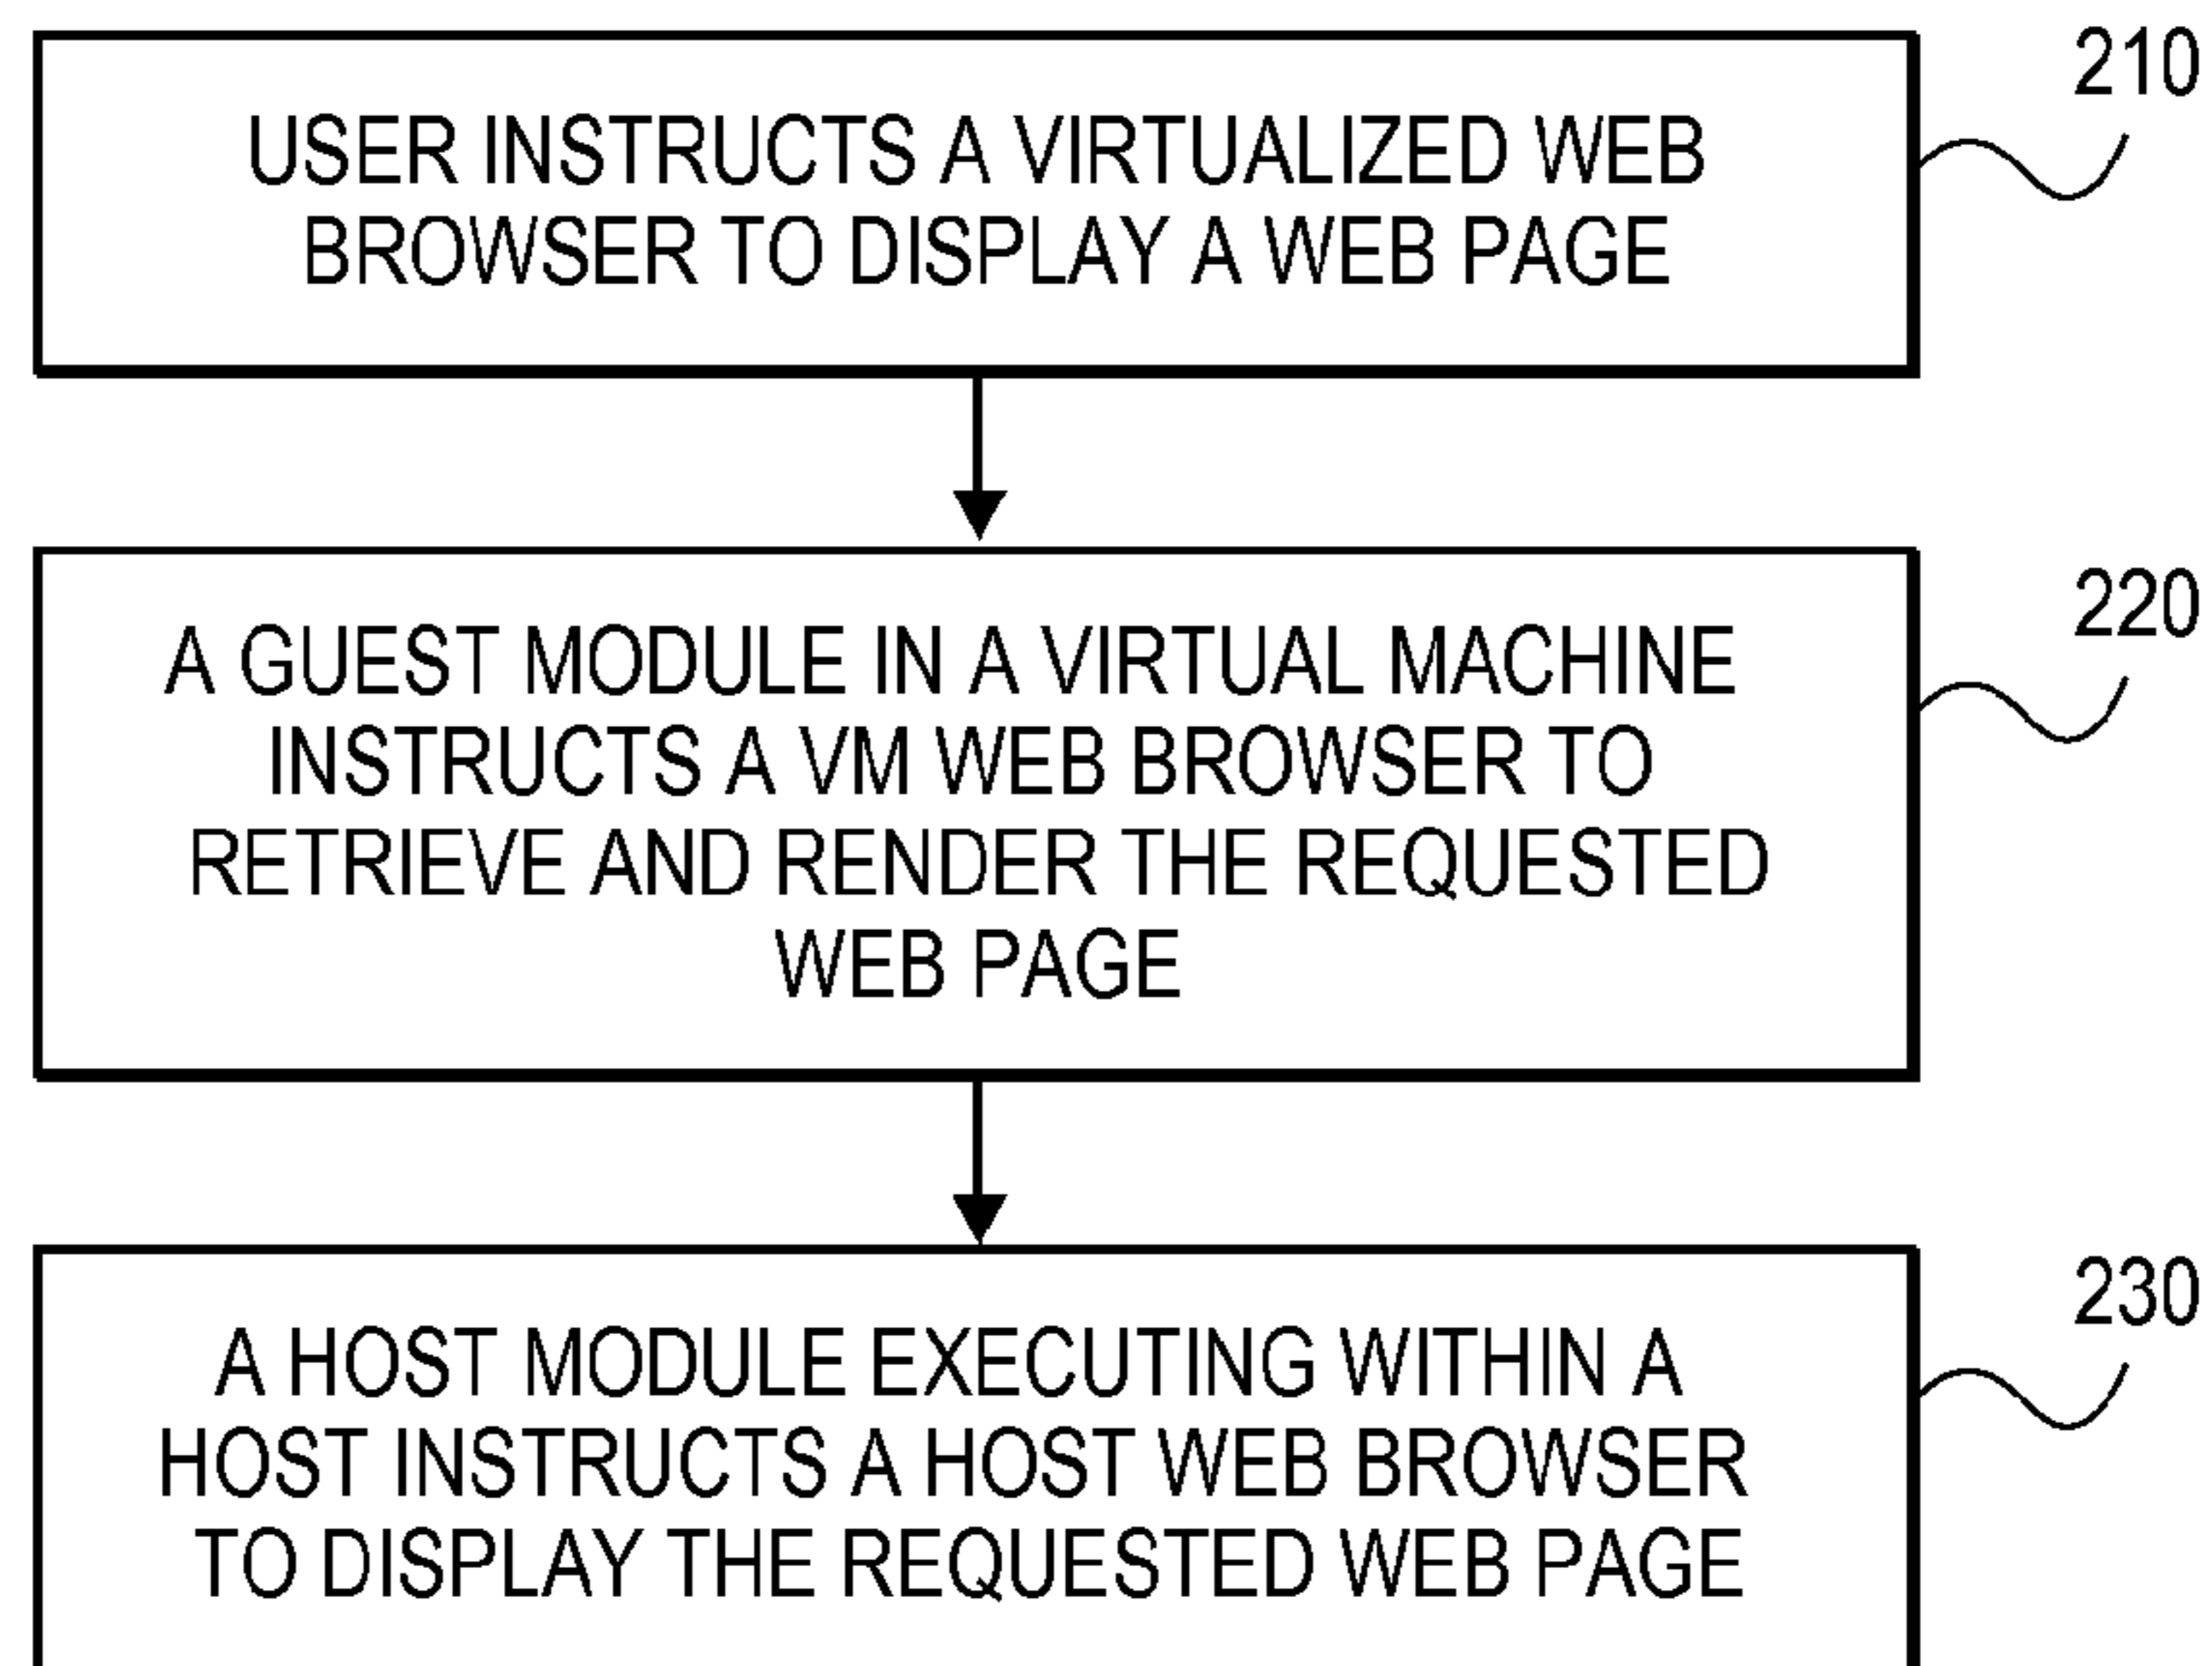 210
USER INSTRUCTS A VIRTUALIZED WEB
BROWSER TO DISPLAY A WEB PAGE
220
A GUEST MODULE IN A VIRTUAL MACHINE
INSTRUCTS A VM WEB BROWSER TO
RETRIEVE AND RENDER THE REQUESTED
WEB PAGE
230
A HOST MODULE EXECUTING WITHIN A
HOST INSTRUCTS A HOST WEB BROWSER
TO DISPLAY THE REQUESTED WEB PAGE